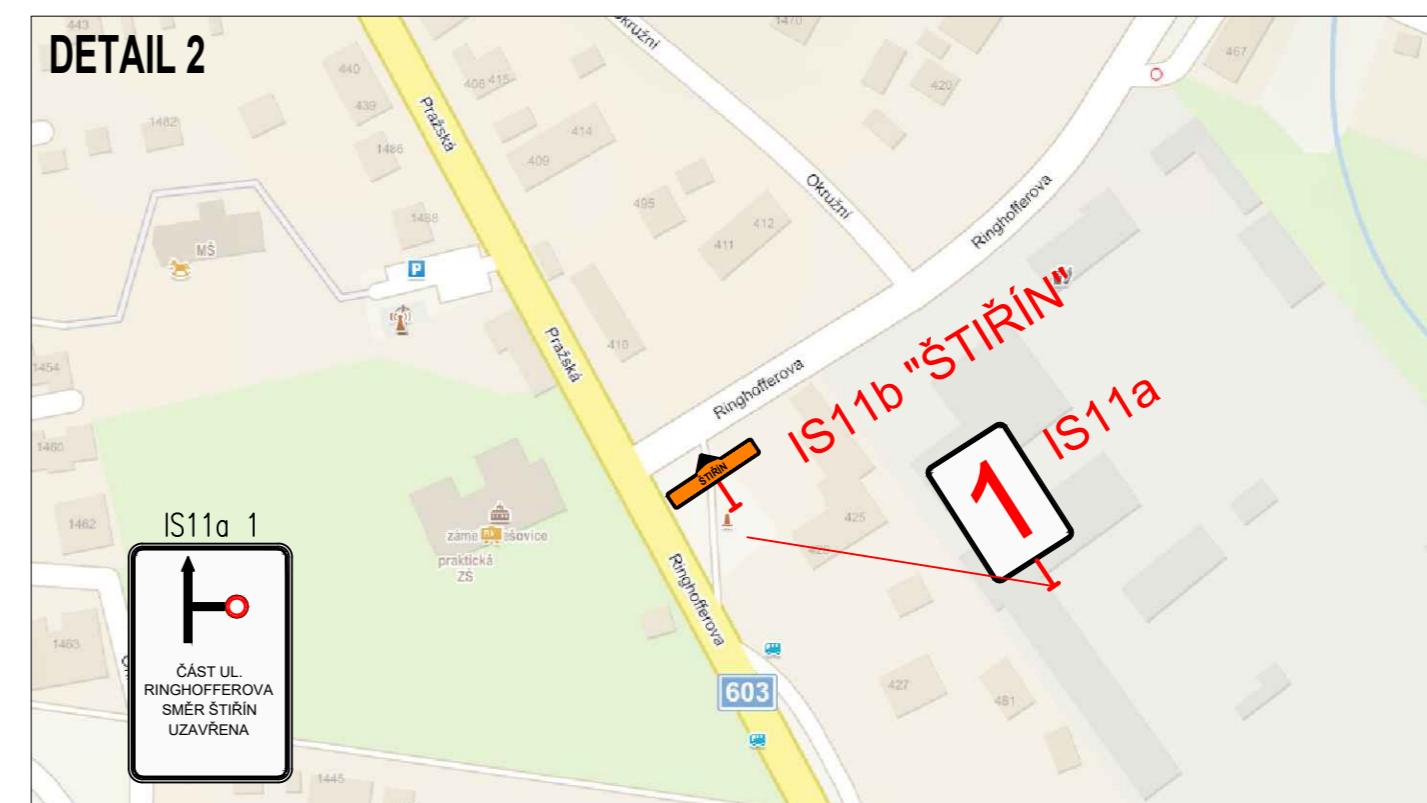 DETAIL 2
443
1470
Okružní
467
440
408
415
420
439
Pražská
1482
414
1486
409
Okružní
Ringhofferova
495
412
1488
411
MŠ
P
Pražská
410
IS11b "ŠTIŘÍN"
1454
Ringhofferova
IS11a
1
1460
ŠTIŘÍN
425
1462
praktická
ZŠ
Ringhofferova
IS11a 1
ČÁST UL.
RINGHOFFEROVA
SMĚR ŠTIŘÍN
UZAVŘENA
1463
603
427
481
1445